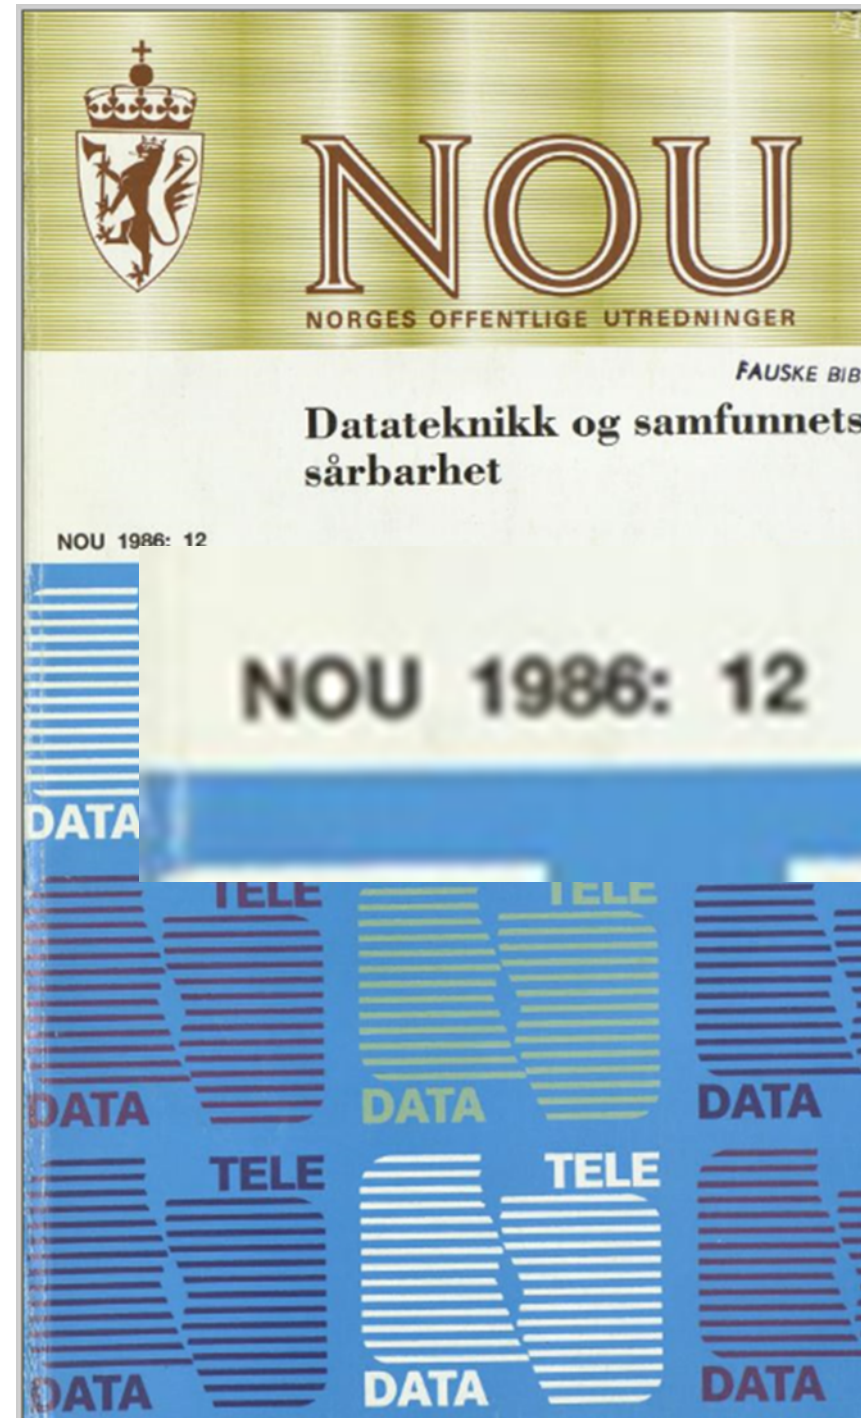 NOU
NORGES OFFENTLIGE UTREDNINGER
FAUSKE BIB
Datateknikk og samfunnets
sårbarhet
NOU 1986: 12
NOU 1986: 12
DATA
TELE TELE
DATA DATA DATA
TELE TELE
DATA DATA DATA